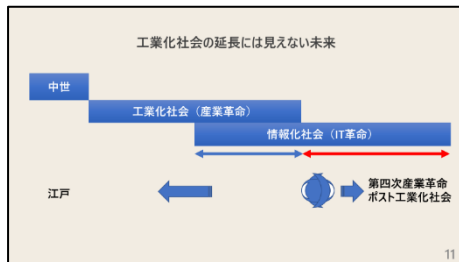 工業化社会の延長には見えない未来
中世
工業化社会（産業革命）
情報化社会（IT革命）
江戸
第四次産業革命
ポスト工業化社会
11